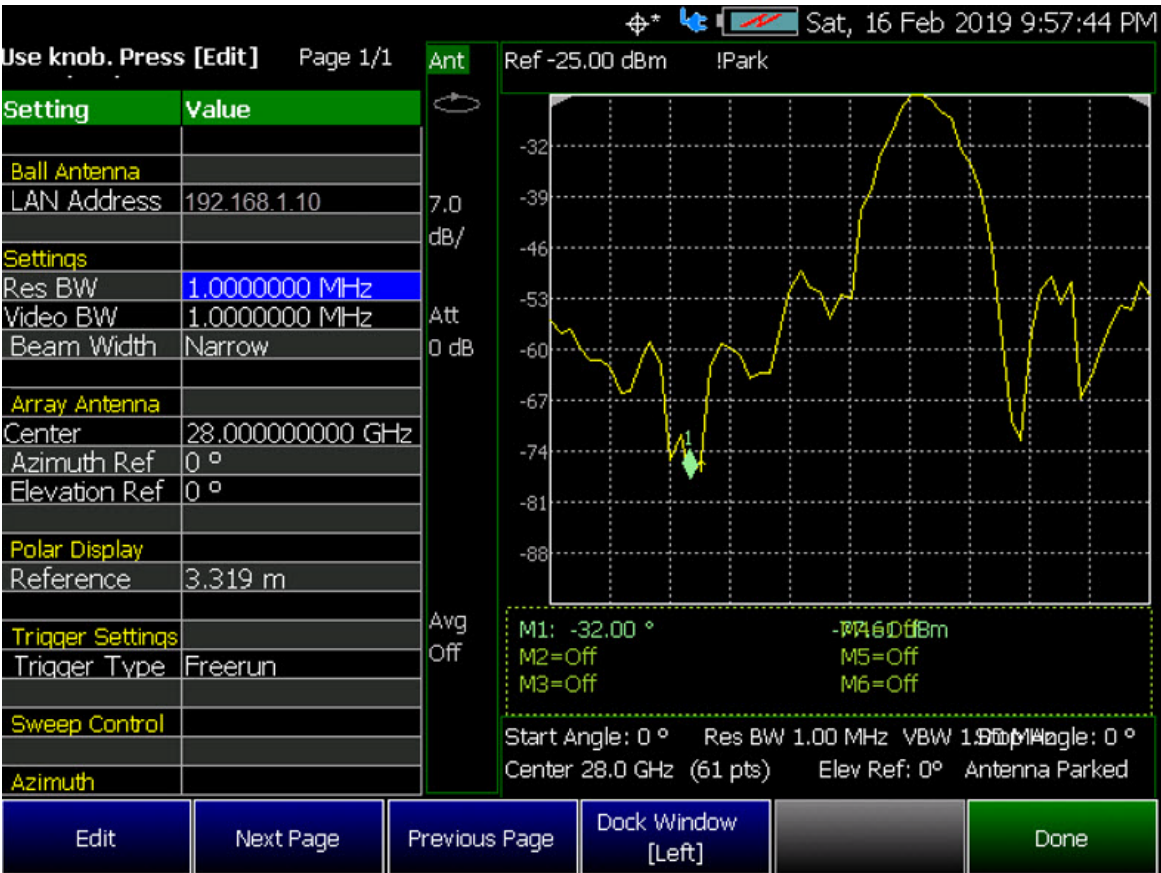 Sat, 16 Feb 2019 9:57:44 PM
Use knob. Press [Edit] Page 1/1
Setting Value
Ball Antenna
LAN Address 192.168.1.10
Settings
Res BW 1.0000000 MHz
Video BW 1.0000000 MHz
Beam Width Narrow
Array Antenna
Center 28.000000000 GHz
Azimuth Ref 0 º
Elevation Ref 0 º
Polar Display
Reference 3.319 m
Trigger Settings
Trigger Type Freerun
Sweep Control
Azimuth
Ant
7.0
dB/
Att
0 dB
Avg
Off
Ref -25.00 dBm !Park
-32
-39
-46
-53
-60
-67
-74
-81
-88
1
M1: -32.00 º
M2=Off M5=Off
M3=Off M6=Off
Start Angle: 0 º Res BW 1.00 MHz VBW
Center 28.0 GHz (61 pts) Elev Ref: 0º Antenna Parked
Edit
Next Page
Previous Page
Dock Window
[Left]
Done